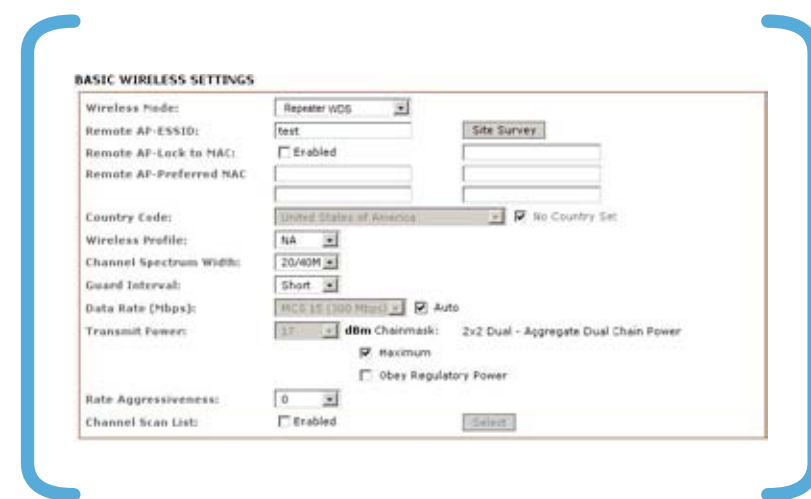 BASIC WIRELESS SETTINGS
Wireless Mode: Repeater WDS
Remote AP-ESSID: test Site Survey
Remote AP-Lock to MAC: Enabled
Remote AP-Preferred MAC
Country Code: United States of America No Country Set
Wireless Profile: NA
Channel Spectrum Width: 20/40M
Guard Interval: Short
Data Rate (Mbps): MCS 15 (300 Mbps) Auto
Transmit Power: 17 dBm Chainmask: 2x2 Dual - Aggregate Dual Chain Power
Maximum
Obey Regulatory Power
Rate Aggressiveness: 0
Channel Scan List: Enabled Select